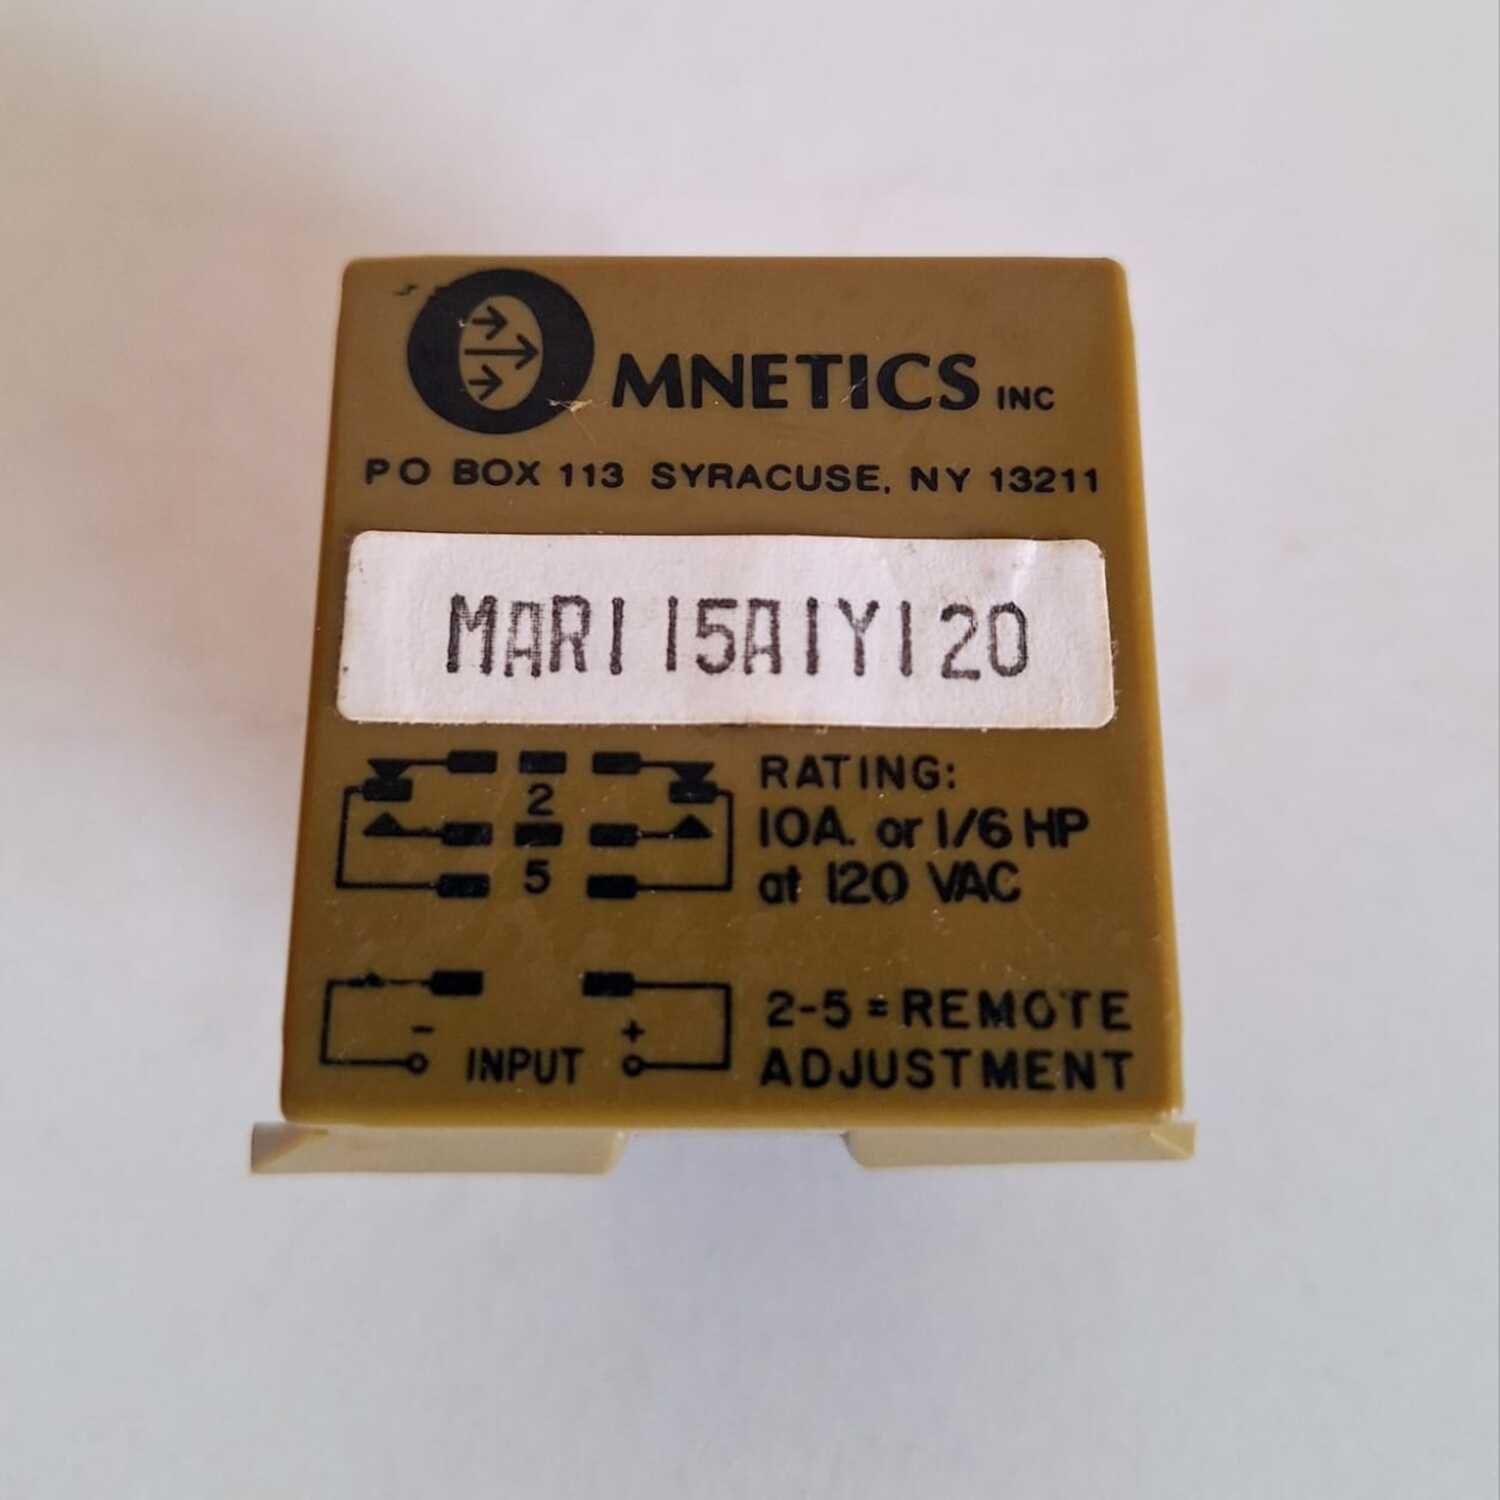 OMNETICS INC
PO BOX 113 SYRACUSE, NY 13211
MAR115A1Y120
2
5
RATING:
10A. or 1/6 HP
at 120 VAC
- INPUT +
2-5 = REMOTE
ADJUSTMENT